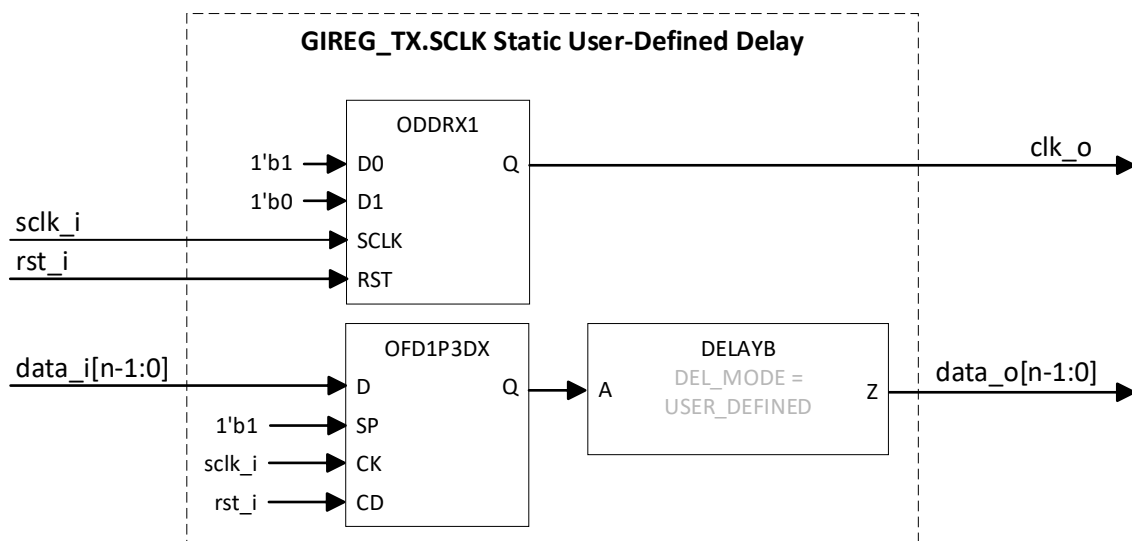 GIREG_TX.SCLK Static User-Defined Delay
ODDRX1
1'b1 D0 Q clk_o
1'b0 D1
sclk_i SCLK
rst_i RST
OFD1P3DX DELAYB
data_i[n-1:0] D Q A DEL_MODE = Z data_o[n-1:0]
USER_DEFINED
1'b1 SP
sclk_i CK
rst_i CD